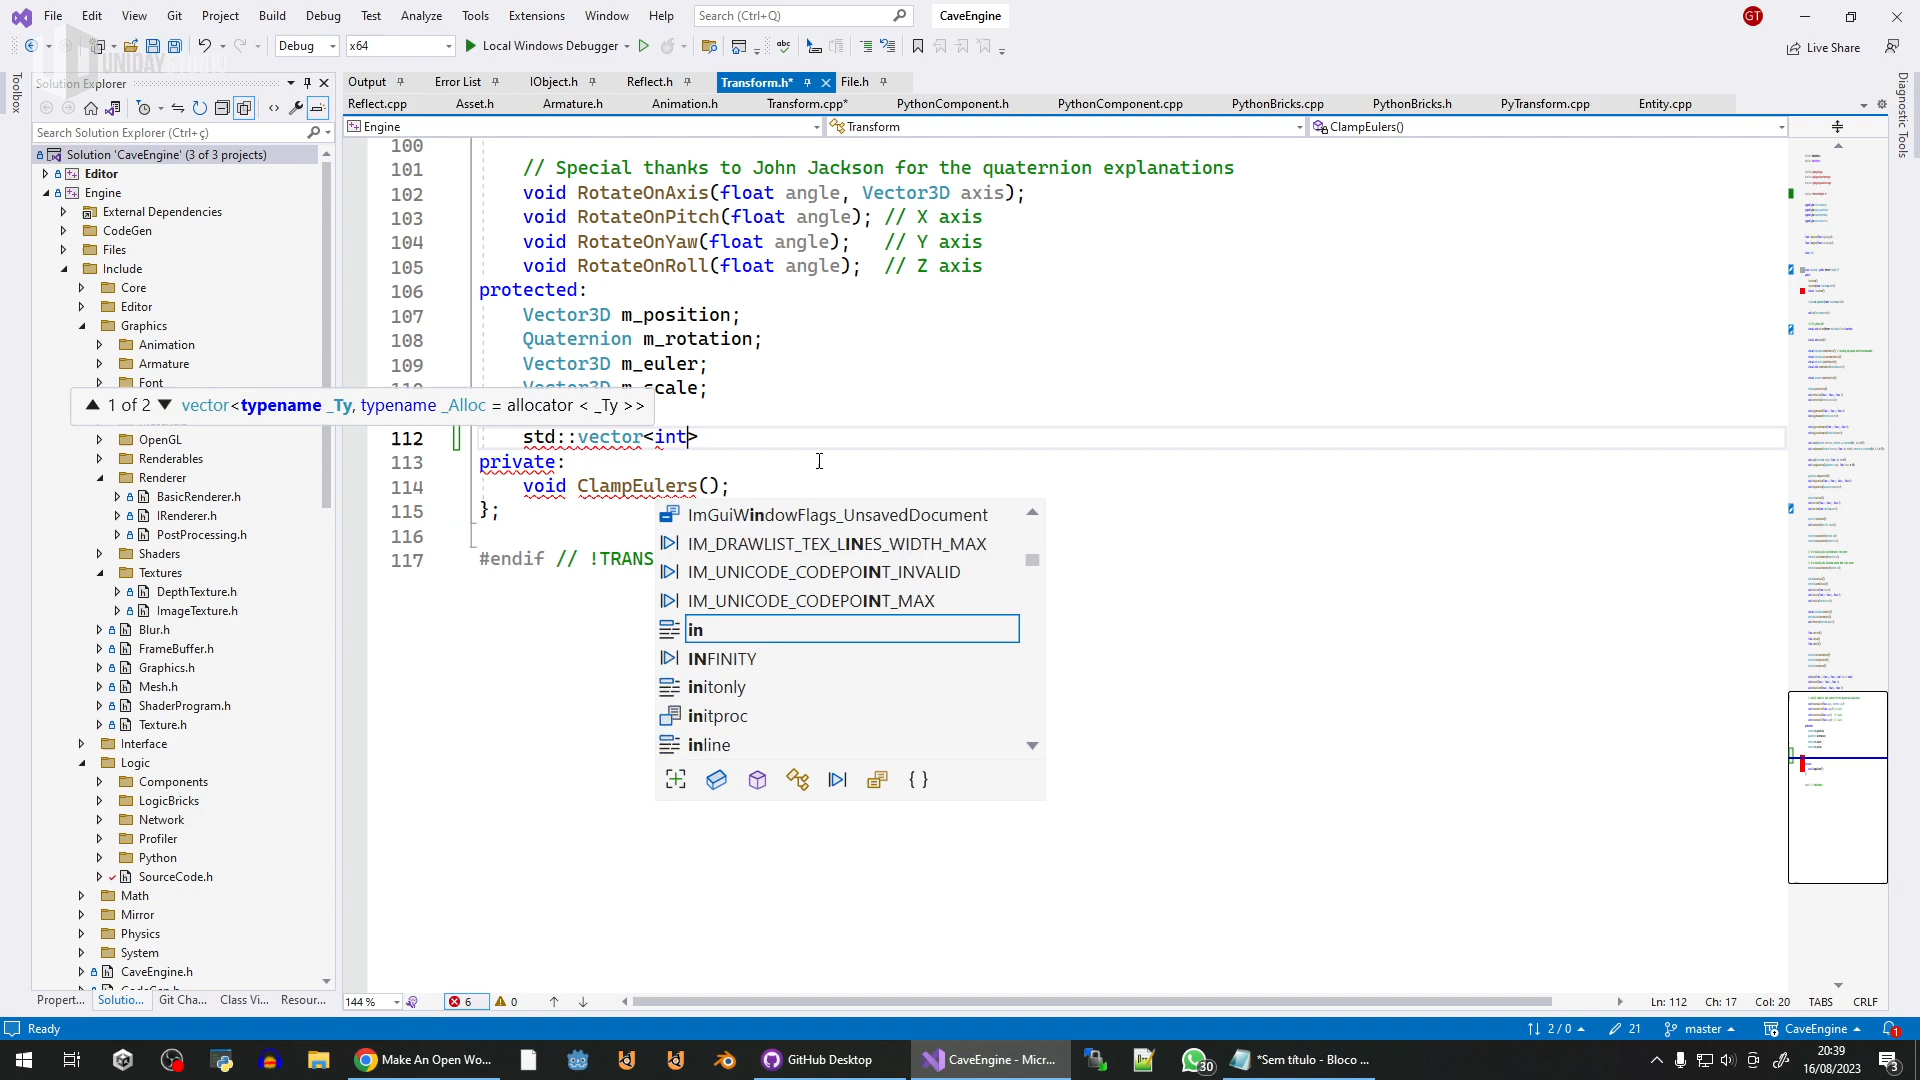 File Edit View Git Project Build Debug Test Analyze Tools Extensions Window Help Search (Ctrl+Q) CaveEngine GT
Debug x64 Local Windows Debugger Live Share
UNIDAY STUDIO
Solution Explorer
Output Error List IObject.h Reflect.h Transform.h* File.h
Reflect.cpp Asset.h Armature.h Animation.h Transform.cpp* PythonComponent.h PythonComponent.cpp PythonBricks.cpp PythonBricks.h PyTransform.cpp Entity.cpp
Engine Transform ClampEulers()
Toolbox
Diagnostic Tools
Search Solution Explorer (Ctrl+ç)
Solution 'CaveEngine' (3 of 3 projects)
Editor
Engine
External Dependencies
CodeGen
Files
Include
Core
Editor
Graphics
Animation
Armature
Font
OpenGL
Renderables
Renderer
BasicRenderer.h
IRenderer.h
PostProcessing.h
Shaders
Textures
DepthTexture.h
ImageTexture.h
Blur.h
FrameBuffer.h
Graphics.h
Mesh.h
ShaderProgram.h
Texture.h
Interface
Logic
Components
LogicBricks
Network
Profiler
Python
SourceCode.h
Math
Mirror
Physics
System
CaveEngine.h
Propert... Solutio... Git Cha... Class Vi... Resour...
100
101 // Special thanks to John Jackson for the quaternion explanations
102 void RotateOnAxis(float angle, Vector3D axis);
103 void RotateOnPitch(float angle); // X axis
104 void RotateOnYaw(float angle); // Y axis
105 void RotateOnRoll(float angle); // Z axis
106 protected:
107 Vector3D m_position;
108 Quaternion m_rotation;
109 Vector3D m_euler;
Vector3D m_scale;
1 of 2 vector<typename _Ty, typename _Alloc = allocator < _Ty >>
112 std::vector<int>
113 private:
114 void ClampEulers();
115 };
116
117 #endif // !TRANS
ImGuiWindowFlags_UnsavedDocument
IM_DRAWLIST_TEX_LINES_WIDTH_MAX
IM_UNICODE_CODEPOINT_INVALID
IM_UNICODE_CODEPOINT_MAX
in
INFINITY
initonly
initproc
inline
144 % 6 0 Ln: 112 Ch: 17 Col: 20 TABS CRLF
Ready 2 / 0 21 master CaveEngine 1
Make An Open Wo... GitHub Desktop CaveEngine - Micr... 30 *Sem título - Bloco ... 20:39
16/08/2023 3